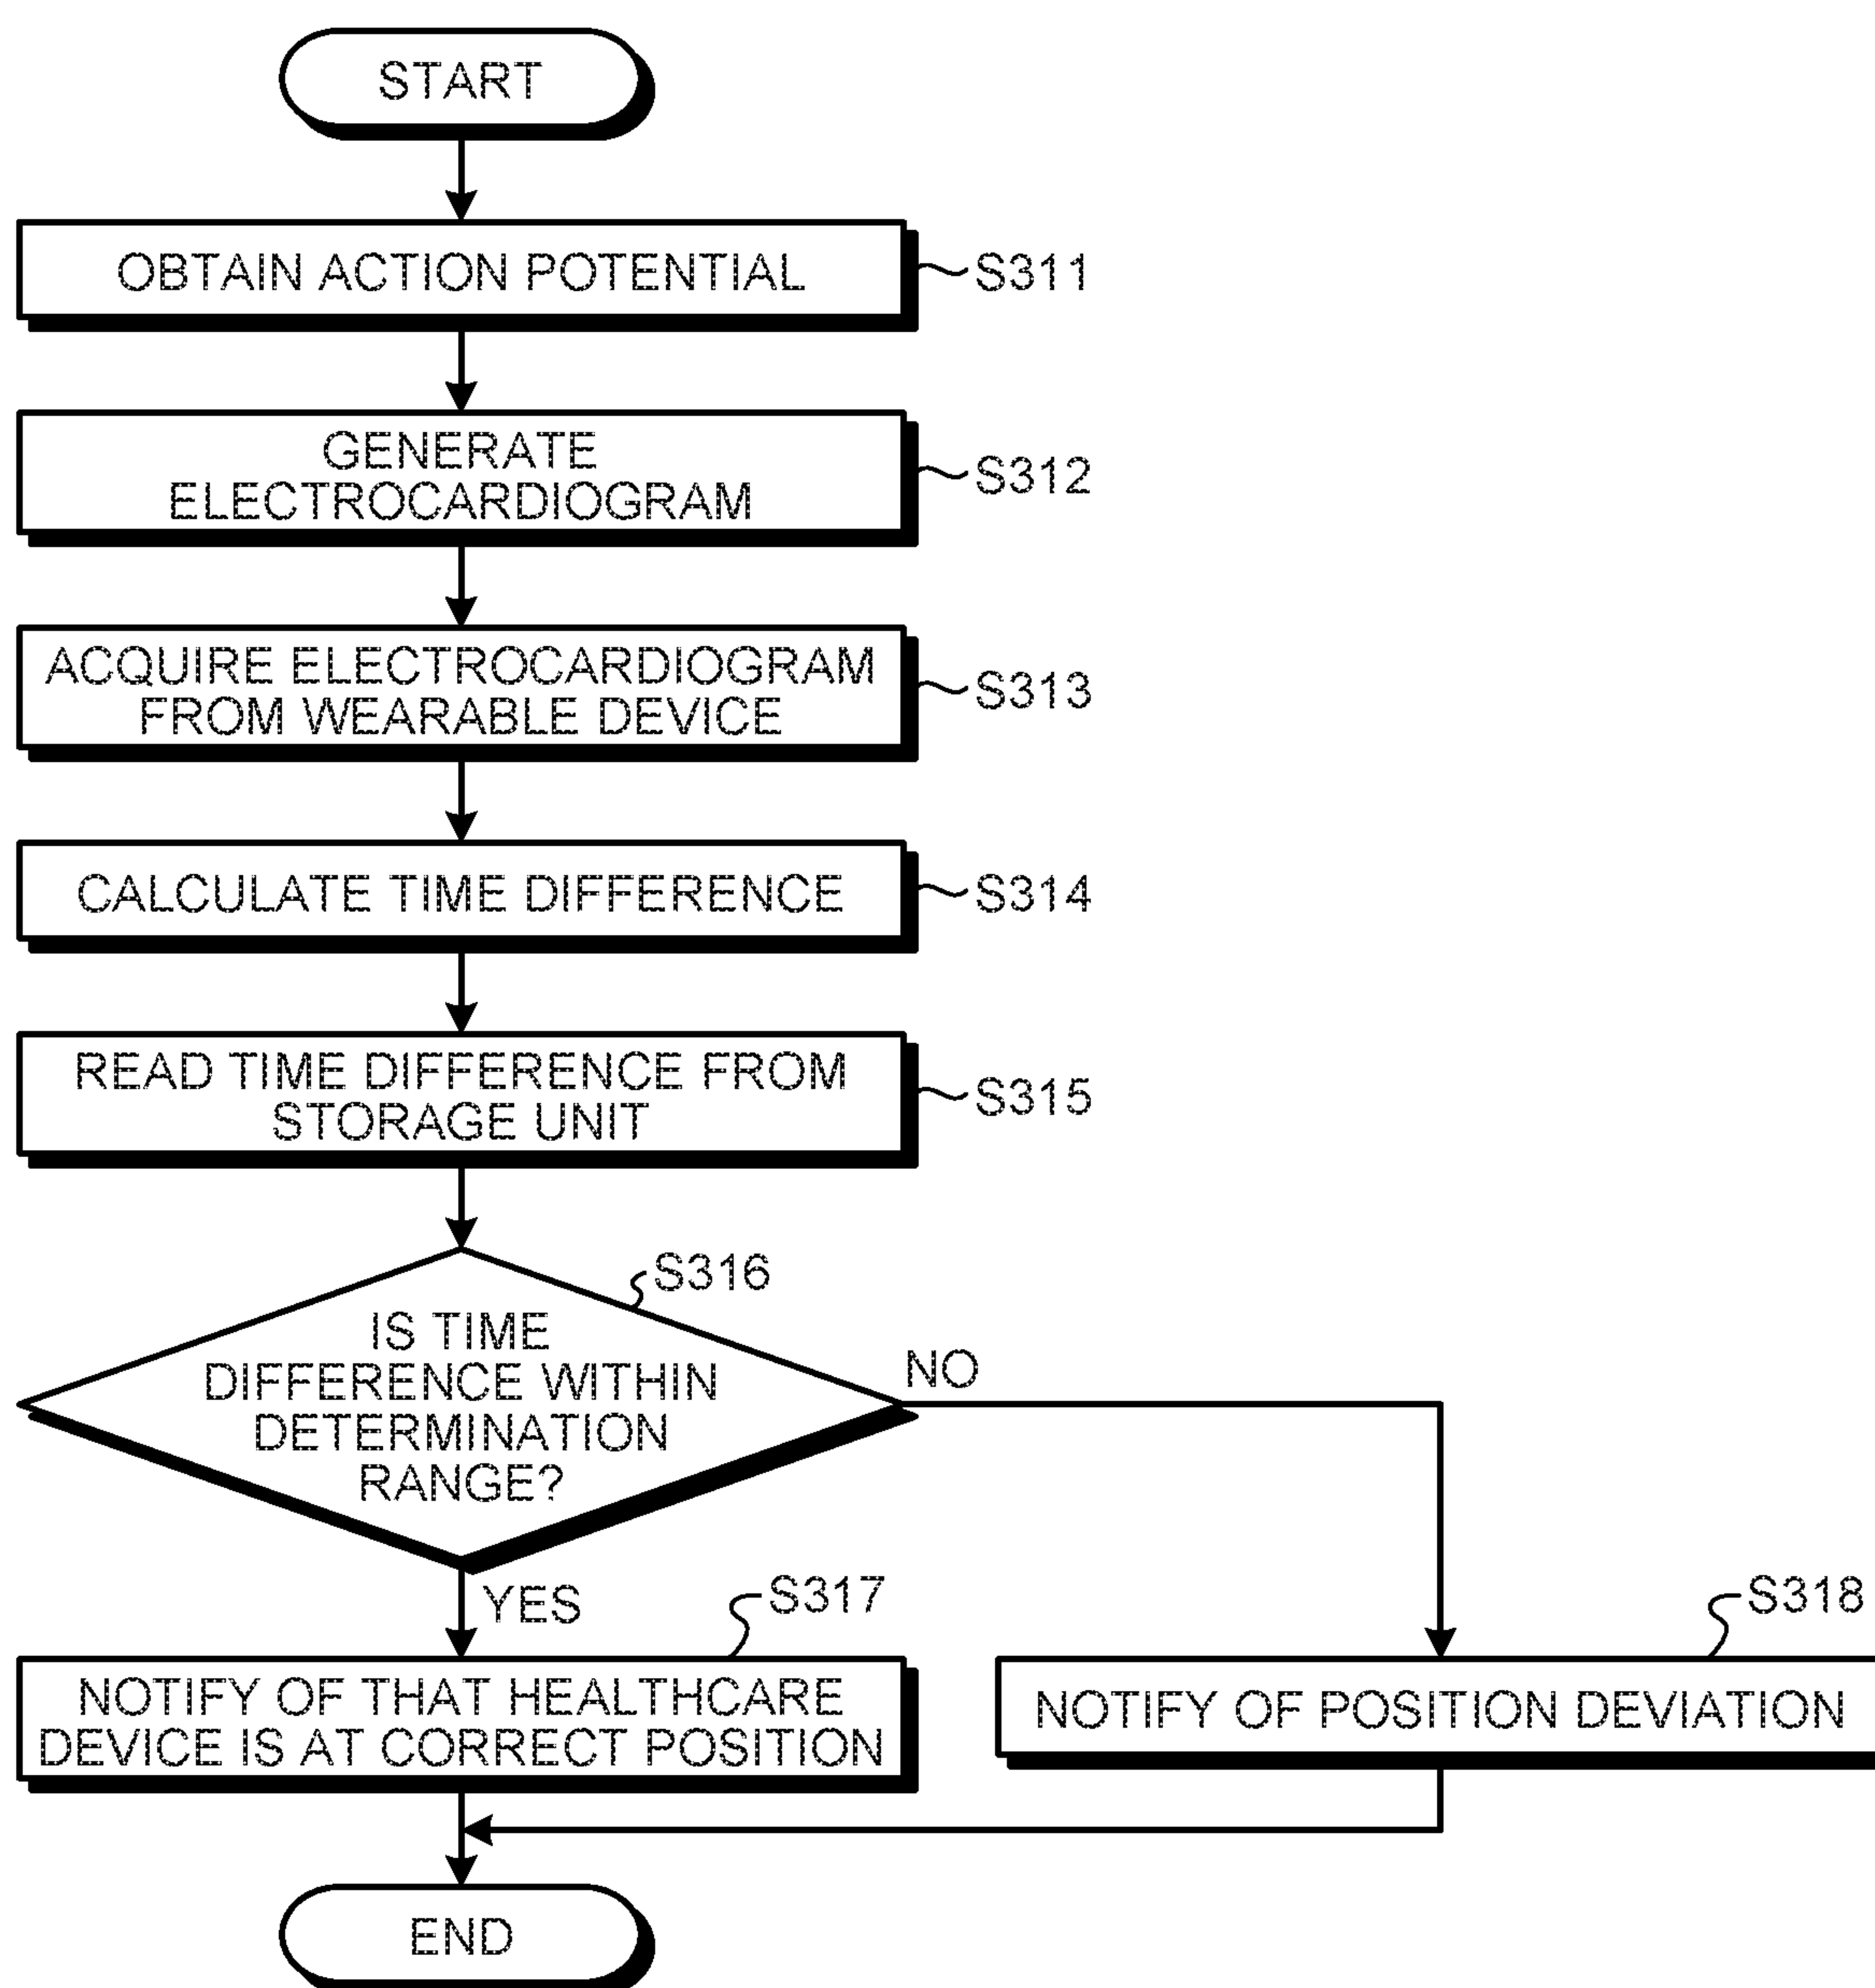 START
OBTAIN ACTION POTENTIAL
S311
GENERATE
ELECTROCARDIOGRAM
S312
ACQUIRE ELECTROCARDIOGRAM
FROM WEARABLE DEVICE
S313
CALCULATE TIME DIFFERENCE
S314
READ TIME DIFFERENCE FROM
STORAGE UNIT
S315
S316
IS TIME
DIFFERENCE WITHIN
DETERMINATION
RANGE?
NO
YES
S317
NOTIFY OF THAT HEALTHCARE
DEVICE IS AT CORRECT POSITION
S318
NOTIFY OF POSITION DEVIATION
END